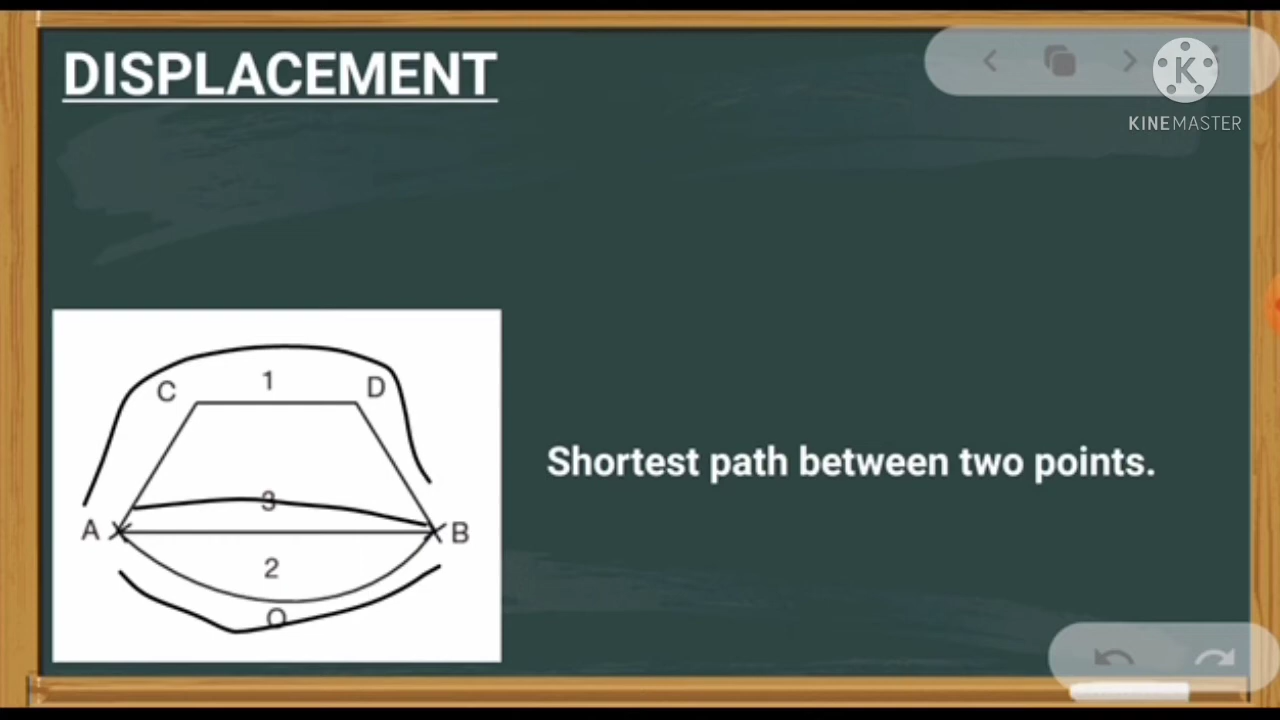 DISPLACEMENT
K
KINEMASTER
C 1 D
3
A B
2
O
Shortest path between two points.